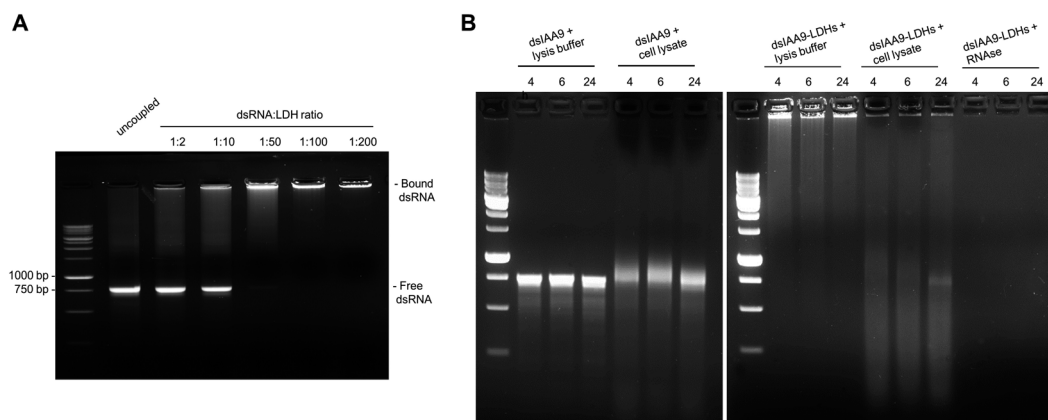 A
uncoupled
dsRNA:LDH ratio
1:2 1:10 1:50 1:100 1:200
- Bound
dsRNA
1000 bp
750 bp
- Free
dsRNA
B
dsIAA9 +
lysis buffer
dsIAA9 +
cell lysate
4 6 24 4 6 24
h
dsIAA9-LDHs +
lysis buffer
dsIAA9-LDHs +
cell lysate
dsIAA9-LDHs +
RNAse
4 6 24 4 6 24 4 6 24